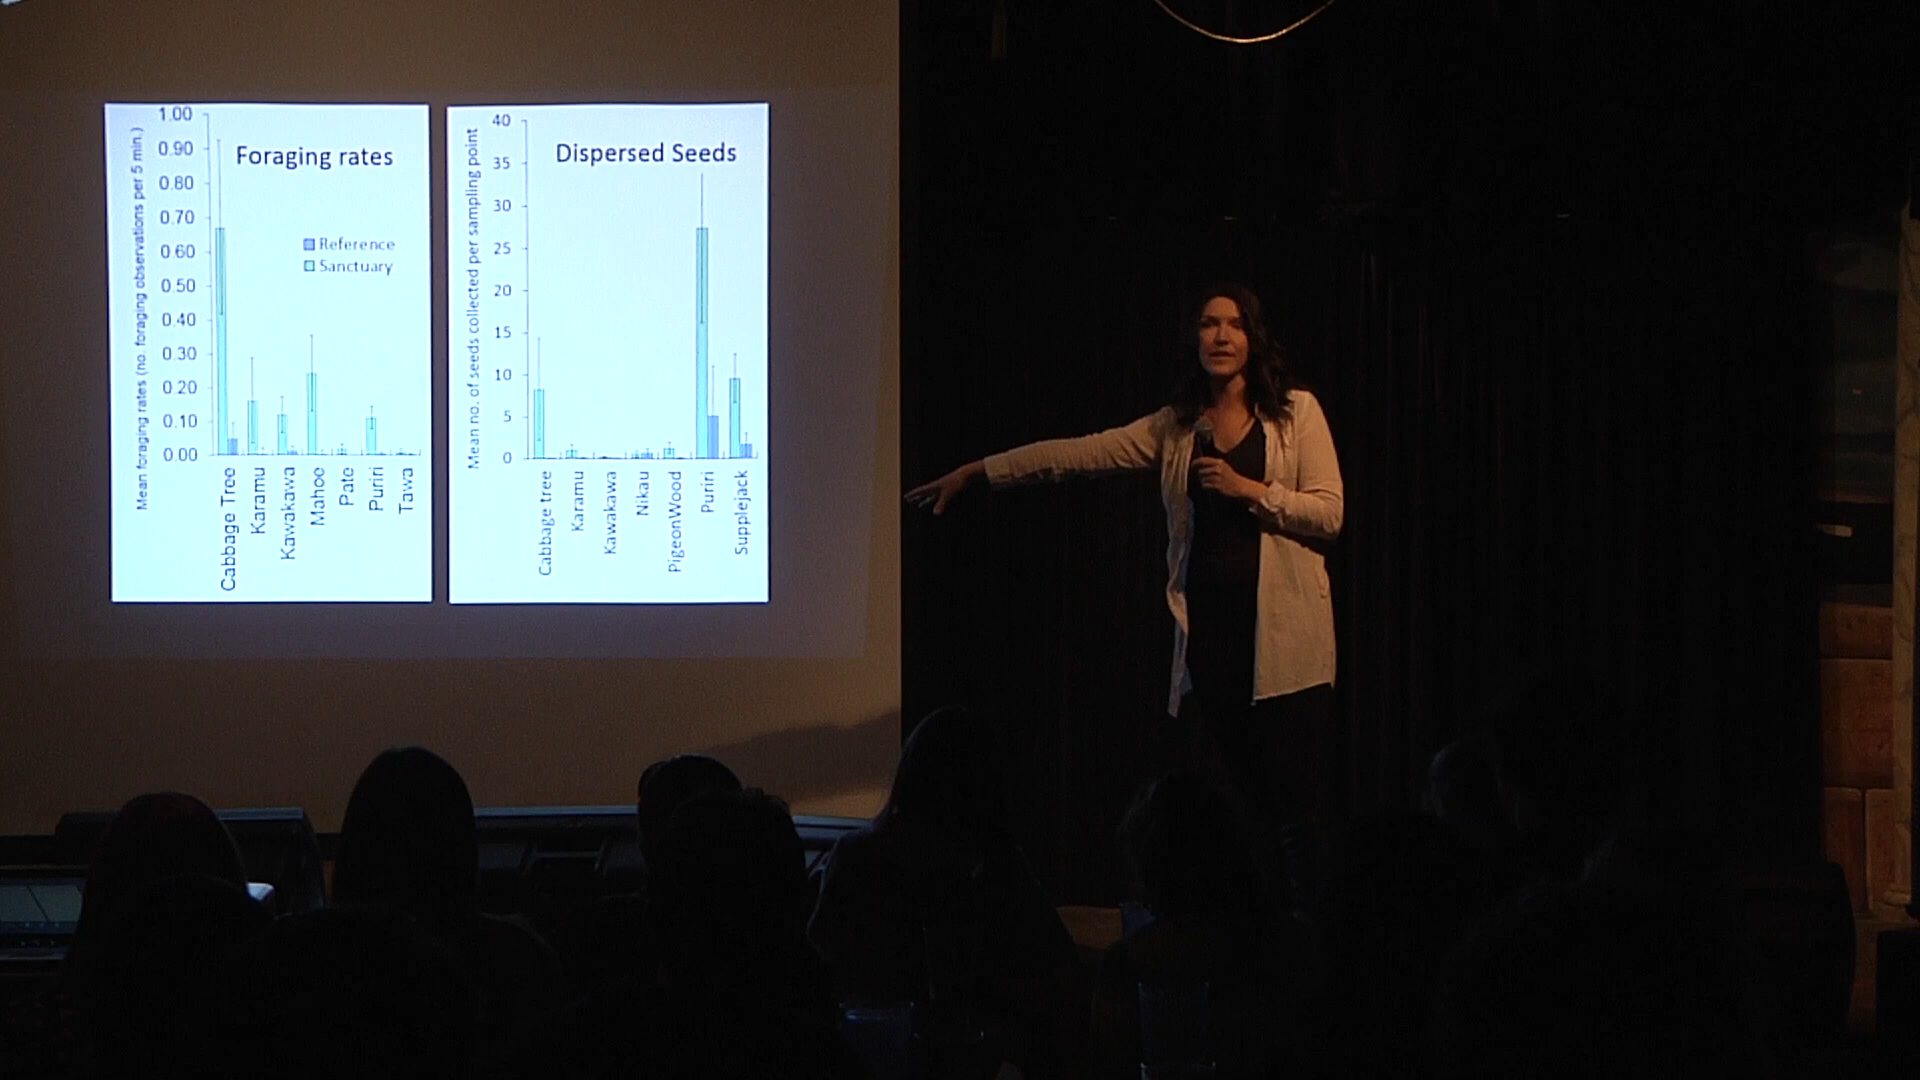 Foraging rates
Mean foraging rates (no. foraging observations per 5 min.)
1.00
0.90
0.80
0.70
0.60
0.50
0.40
0.30
0.20
0.10
0.00
Reference
Sanctuary
Cabbage Tree
Karamu
Kawakawa
Mahoe
Pate
Puriri
Tawa
Dispersed Seeds
Mean no. of seeds collected per sampling point
40
35
30
25
20
15
10
5
0
Cabbage tree
Karamu
Kawakawa
Nikau
PigeonWood
Puriri
Supplejack